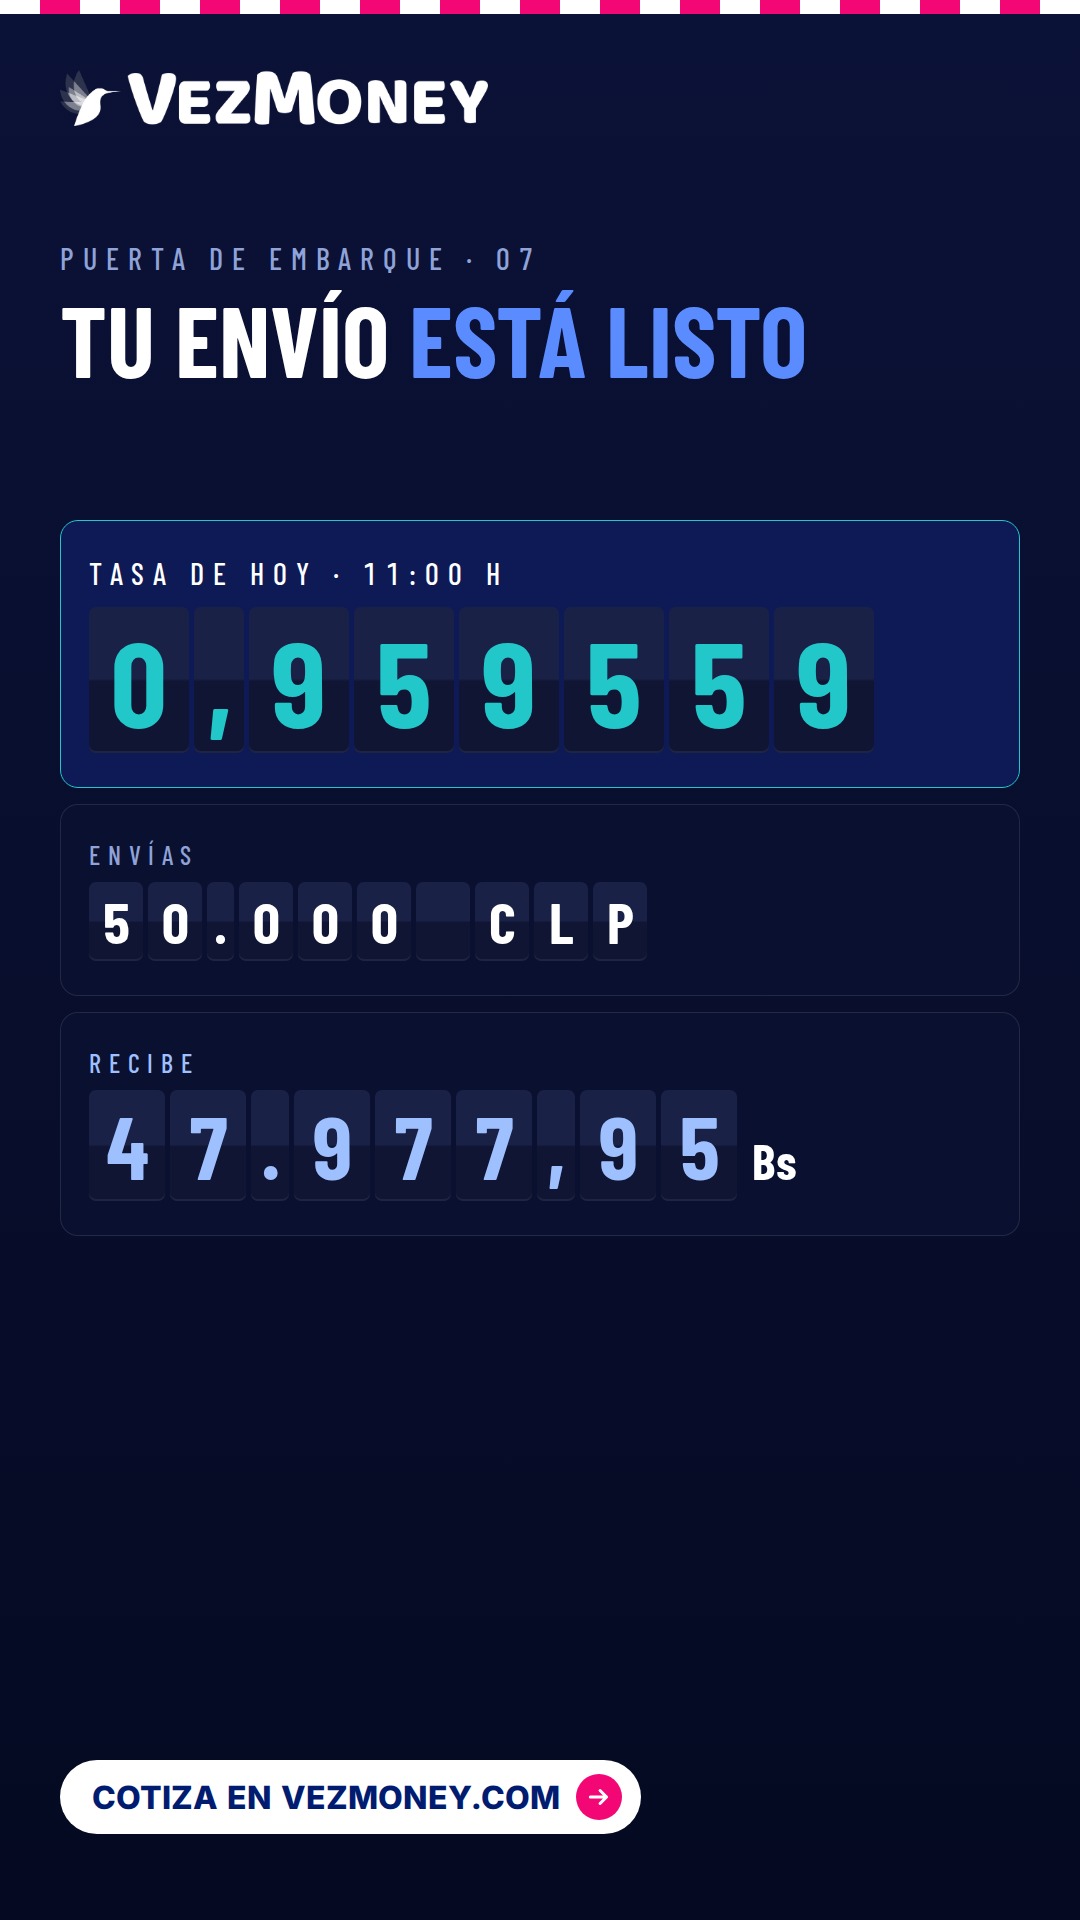 VEZMONEY
PUERTA DE EMBARQUE · 07
TU ENVÍO ESTÁ LISTO
TASA DE HOY · 11:00 H
0,959559
ENVÍAS
50.000 CLP
RECIBE
47.977,95 Bs
COTIZA EN VEZMONEY.COM